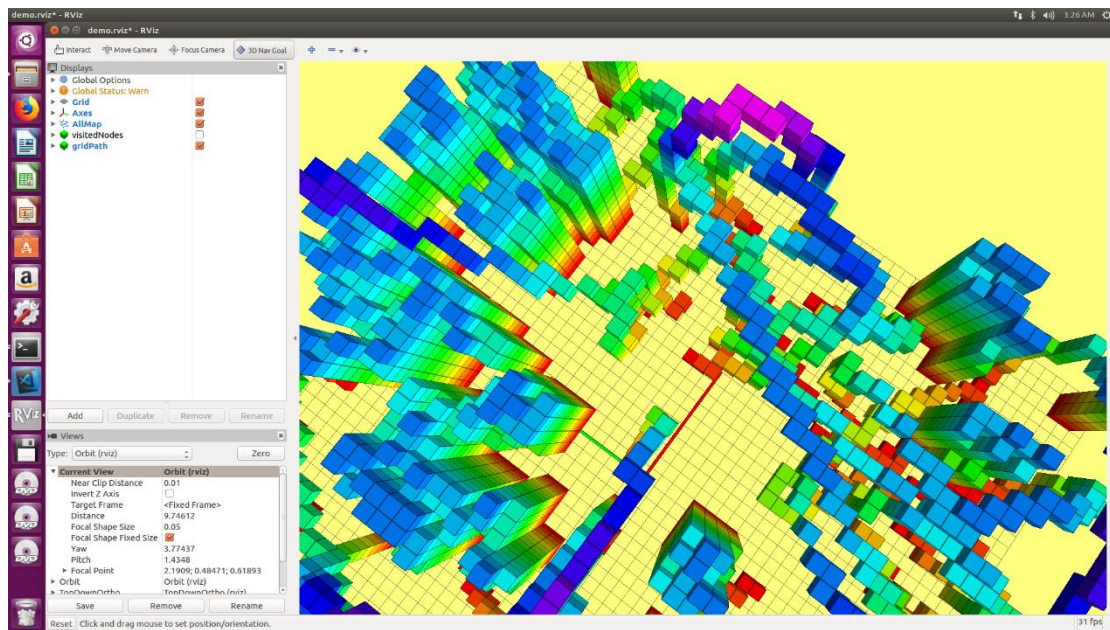 demo.rviz* - RViz
3:26 AM
demo.rviz* - RViz
Interact Move Camera Focus Camera 3D Nav Goal
Displays
Global Options
Global Status: Warn
Grid
Axes
AllMap
visitedNodes
gridPath
Add Duplicate Remove Rename
Views
Type: Orbit (rviz) Zero
Current View Orbit (rviz)
Near Clip Distance 0.01
Invert Z Axis
Target Frame <Fixed Frame>
Distance 9.74612
Focal Shape Size 0.05
Focal Shape Fixed Size
Yaw 3.77437
Pitch 1.4348
Focal Point 2.1909; 0.48471; 0.61893
Orbit Orbit (rviz)
TopDownOrtho TopDownOrtho (rviz)
Save Remove Rename
Reset Click and drag mouse to set position/orientation. 31 fps
A
a
>_
RViz
DVD
DVD
DVD